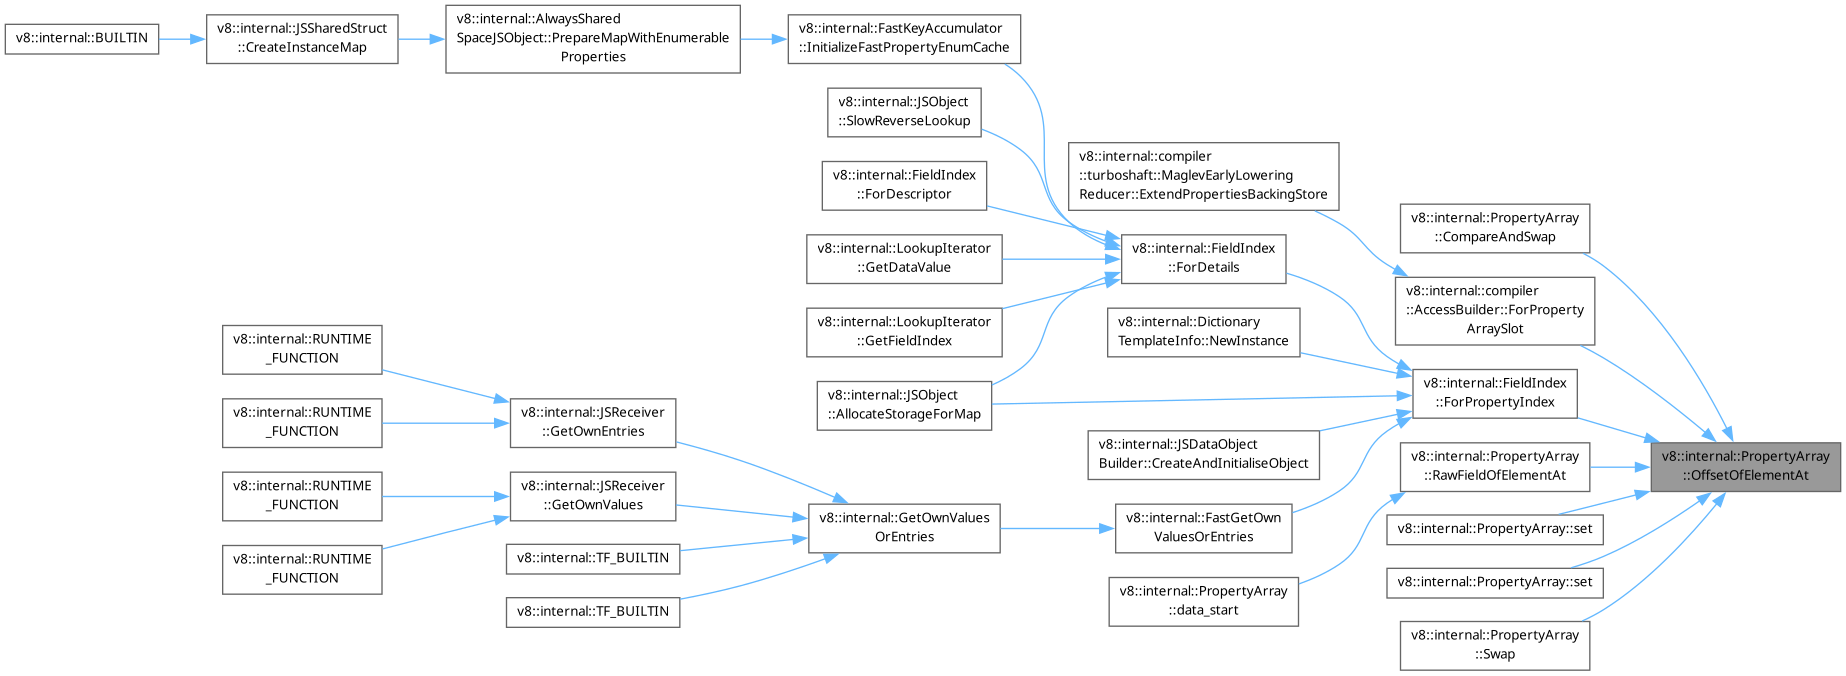 v8::internal::BUILTIN
v8::internal::JSSharedStruct
::CreateInstanceMap
v8::internal::AlwaysShared
SpaceJSObject::PrepareMapWithEnumerable
Properties
v8::internal::FastKeyAccumulator
::InitializeFastPropertyEnumCache
v8::internal::JSObject
::SlowReverseLookup
v8::internal::FieldIndex
::ForDescriptor
v8::internal::LookupIterator
::GetDataValue
v8::internal::LookupIterator
::GetFieldIndex
v8::internal::JSObject
::AllocateStorageForMap
v8::internal::compiler
::turboshaft::MaglevEarlyLowering
Reducer::ExtendPropertiesBackingStore
v8::internal::FieldIndex
::ForDetails
v8::internal::Dictionary
TemplateInfo::NewInstance
v8::internal::JSDataObject
Builder::CreateAndInitialiseObject
v8::internal::FastGetOwn
ValuesOrEntries
v8::internal::PropertyArray
::data_start
v8::internal::PropertyArray
::CompareAndSwap
v8::internal::compiler
::AccessBuilder::ForProperty
ArraySlot
v8::internal::FieldIndex
::ForPropertyIndex
v8::internal::PropertyArray
::RawFieldOfElementAt
v8::internal::PropertyArray::set
v8::internal::PropertyArray::set
v8::internal::PropertyArray
::Swap
v8::internal::PropertyArray
::OffsetOfElementAt
v8::internal::RUNTIME
_FUNCTION
v8::internal::RUNTIME
_FUNCTION
v8::internal::RUNTIME
_FUNCTION
v8::internal::RUNTIME
_FUNCTION
v8::internal::JSReceiver
::GetOwnEntries
v8::internal::JSReceiver
::GetOwnValues
v8::internal::TF_BUILTIN
v8::internal::TF_BUILTIN
v8::internal::GetOwnValues
OrEntries